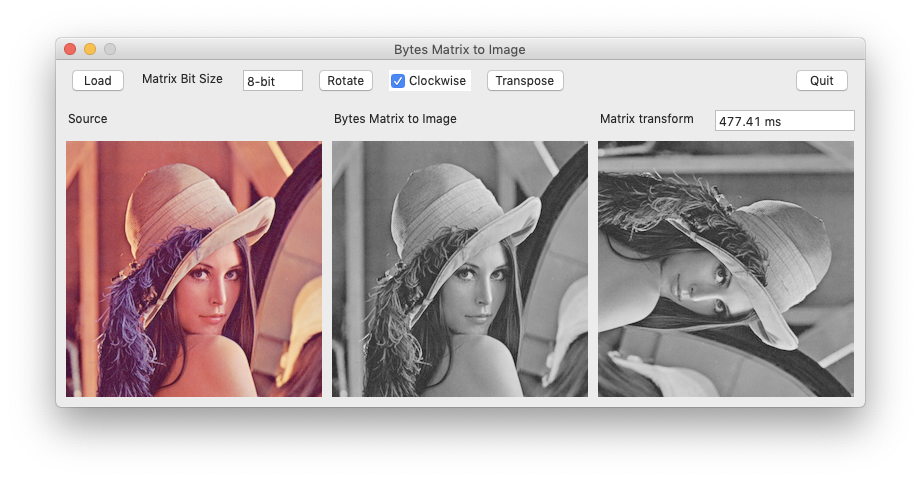 Bytes Matrix to Image
Load Matrix Bit Size 8-bit Rotate Clockwise Transpose Quit
Source Bytes Matrix to Image Matrix transform 477.41 ms